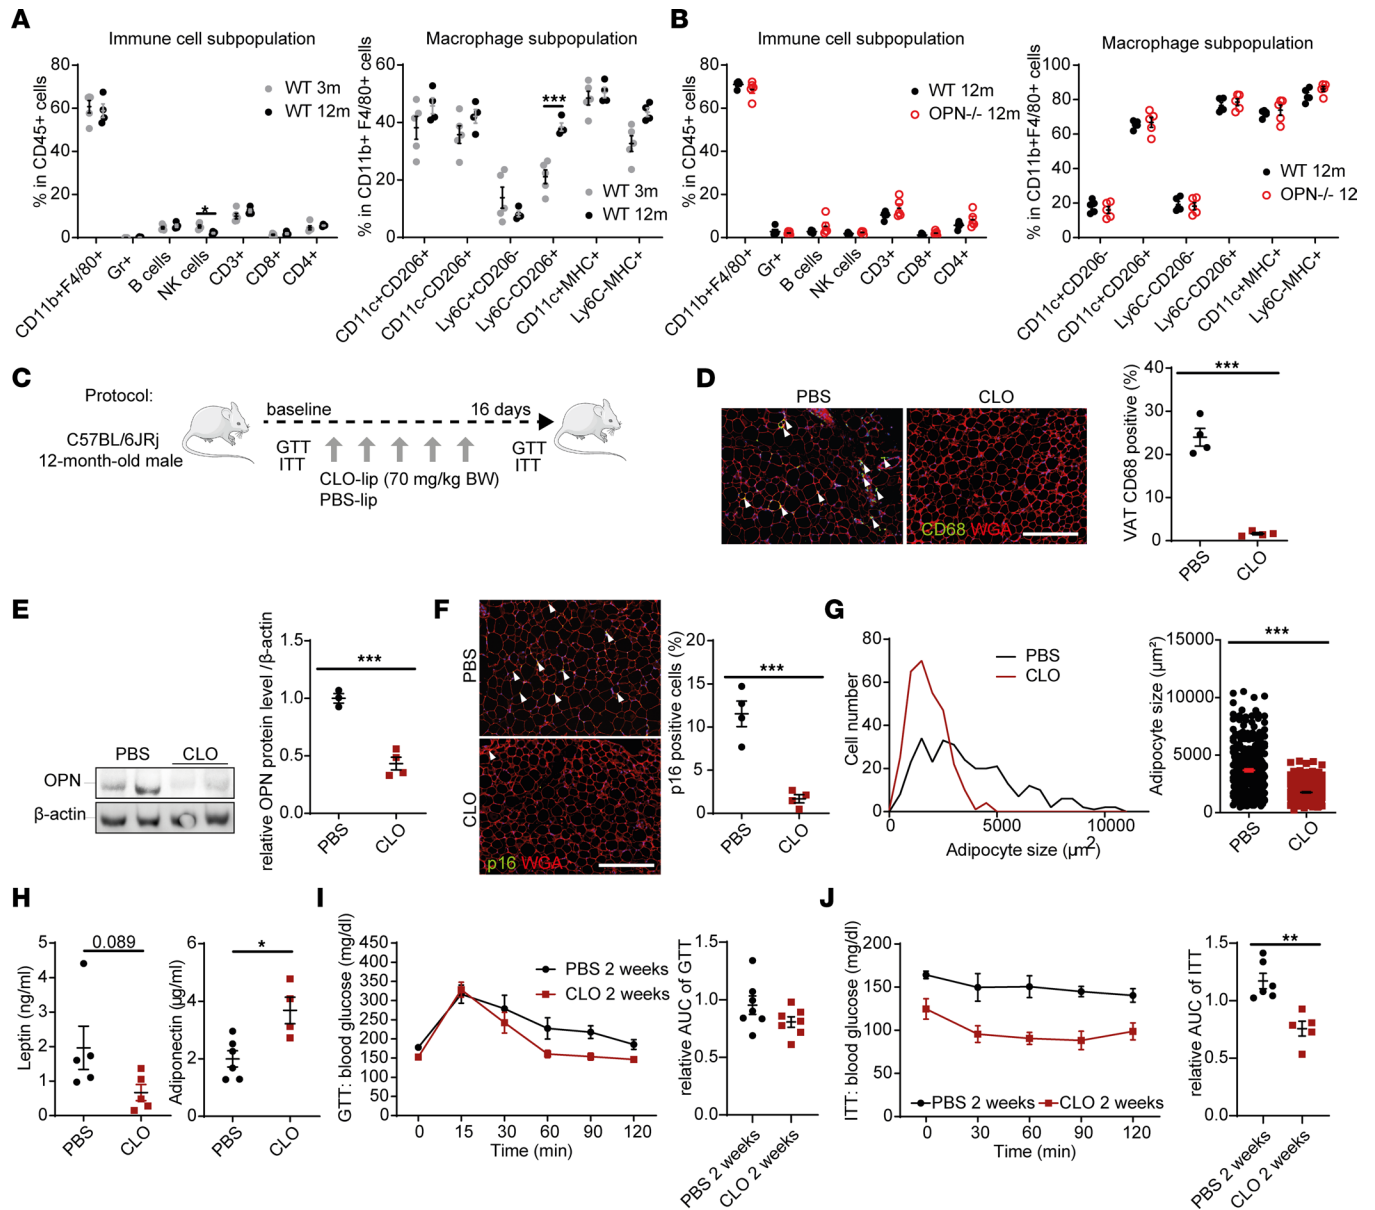 A
Immune cell subpopulation
% in CD45+ cells
80
60
40
20
0
WT 3m
WT 12m
*
CD11b+F4/80+
Gr+
B cells
NK cells
CD3+
CD8+
CD4+
Macrophage subpopulation
% in CD11b+ F4/80+ cells
60
40
20
0
***
WT 3m
WT 12m
CD11c+CD206+
CD11c-CD206+
Ly6C+CD206-
Ly6C-CD206+
CD11c+MHC+
Ly6C-MHC+
B
Immune cell subpopulation
% in CD45+ cells
80
60
40
20
0
WT 12m
OPN-/- 12m
CD11b+F4/80+
Gr+
B cells
NK cells
CD3+
CD8+
CD4+
Macrophage subpopulation
% in CD11b+F4/80+ cells
100
80
60
40
20
0
WT 12m
OPN-/- 12
CD11c+CD206-
CD11c+CD206+
Ly6C-CD206-
Ly6C-CD206+
CD11c+MHC+
Ly6C-MHC+
C
Protocol:
C57BL/6JRj
12-month-old male
baseline
16 days
GTT
ITT
GTT
ITT
CLO-lip (70 mg/kg BW)
PBS-lip
D
PBS
CLO
CD68 WGA
VAT CD68 positive (%)
40
30
20
10
0
***
PBS
CLO
E
PBS
CLO
OPN
β-actin
relative OPN protein level /β-actin
1.5
1.0
0.5
0.0
***
PBS
CLO
F
PBS
CLO
p16 WGA
p16 positive cells (%)
20
15
10
5
0
***
PBS
CLO
G
Cell number
80
60
40
20
0
PBS
CLO
0
5000
10000
Adipocyte size (µm2)
Adipocyte size (µm²)
15000
10000
5000
0
***
PBS
CLO
H
Leptin (ng/ml)
5
4
3
2
1
0
0.089
PBS
CLO
Adiponectin (µg/ml)
6
4
2
0
*
PBS
CLO
I
GTT: blood glucose (mg/dl)
450
400
350
300
250
200
150
100
50
0
PBS 2 weeks
CLO 2 weeks
0
15
30
60
90
120
Time (min)
relative AUC of GTT
1.5
1.0
0.5
0.0
PBS 2 weeks
CLO 2 weeks
J
ITT: blood glucose (mg/dl)
200
150
100
50
0
PBS 2 weeks
CLO 2 weeks
0
30
60
90
120
Time (min)
relative AUC of ITT
1.5
1.0
0.5
0.0
**
PBS 2 weeks
CLO 2 weeks